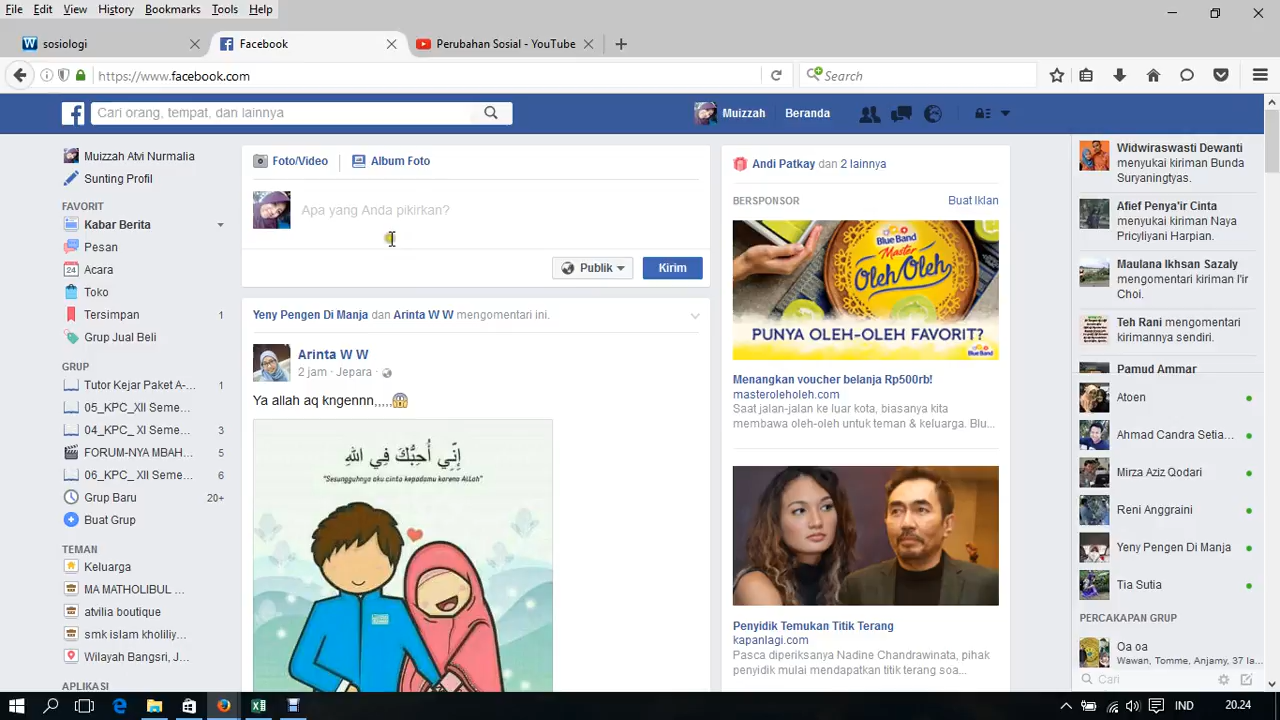 File Edit View History Bookmarks Tools Help
sosiologi
Facebook
Perubahan Sosial - YouTube
https://www.facebook.com
Search
Cari orang, tempat, dan lainnya
Muizzah
Beranda
Muizzah Atvi Nurmalia
Sunting Profil
FAVORIT
Kabar Berita
Pesan
24 Acara
Toko
Tersimpan 1
Grup Jual Beli
GRUP
Tutor Kejar Paket A-... 1
05_KPC_XII Seme...
04_KPC_ XI Seme... 3
FORUM-NYA MBAH... 5
06_KPC_XII Seme... 6
Grup Baru 20+
Buat Grup
TEMAN
Keluarga
MA MATHOLIBUL ...
atvilia boutique
smk islam kholiliy...
Wilayah Bangsri, J...
APLIKASI
Foto/Video
Album Foto
Apa yang Anda pikirkan?
Publik
Kirim
Yeny Pengen Di Manja dan Arinta W W mengomentari ini.
Arinta W W
2 jam · Jepara ·
Ya allah aq kngennn,,,,,
إِنِّي أُحِبُّكَ فِي اللهِ
"Sesungguhnya aku cinta kepadamu karena Allah"
Andi Patkay dan 2 lainnya
BERSPONSOR
Buat Iklan
Blue Band
Master
Oleh Oleh
PUNYA OLEH-OLEH FAVORIT?
Blue Band
Menangkan voucher belanja Rp500rb!
masteroleholeh.com
Saat jalan-jalan ke luar kota, biasanya kita
membawa oleh-oleh untuk teman & keluarga. Blu...
Penyidik Temukan Titik Terang
kapanlagi.com
Pasca diperiksanya Nadine Chandrawinata, pihak
penyidik mulai mendapatkan titik terang soa...
Widwiraswasti Dewanti
menyukai kiriman Bunda
Suryaningtyas.
Afief Penya'ir Cinta
menyukai kiriman Naya
Pricyliyani Harpian.
Maulana Ikhsan Sazaly
mengomentari kiriman I'ir
Choi.
Teh Rani mengomentari
kirimannya sendiri.
Pamud Ammar
Atoen
Ahmad Candra Setia...
Mirza Aziz Qodari
Reni Anggraini
Yeny Pengen Di Manja
Tia Sutia
PERCAKAPAN GRUP
Oa oa
Wawan, Tomme, Anjamy, 37 la...
Cari
IND
20.24